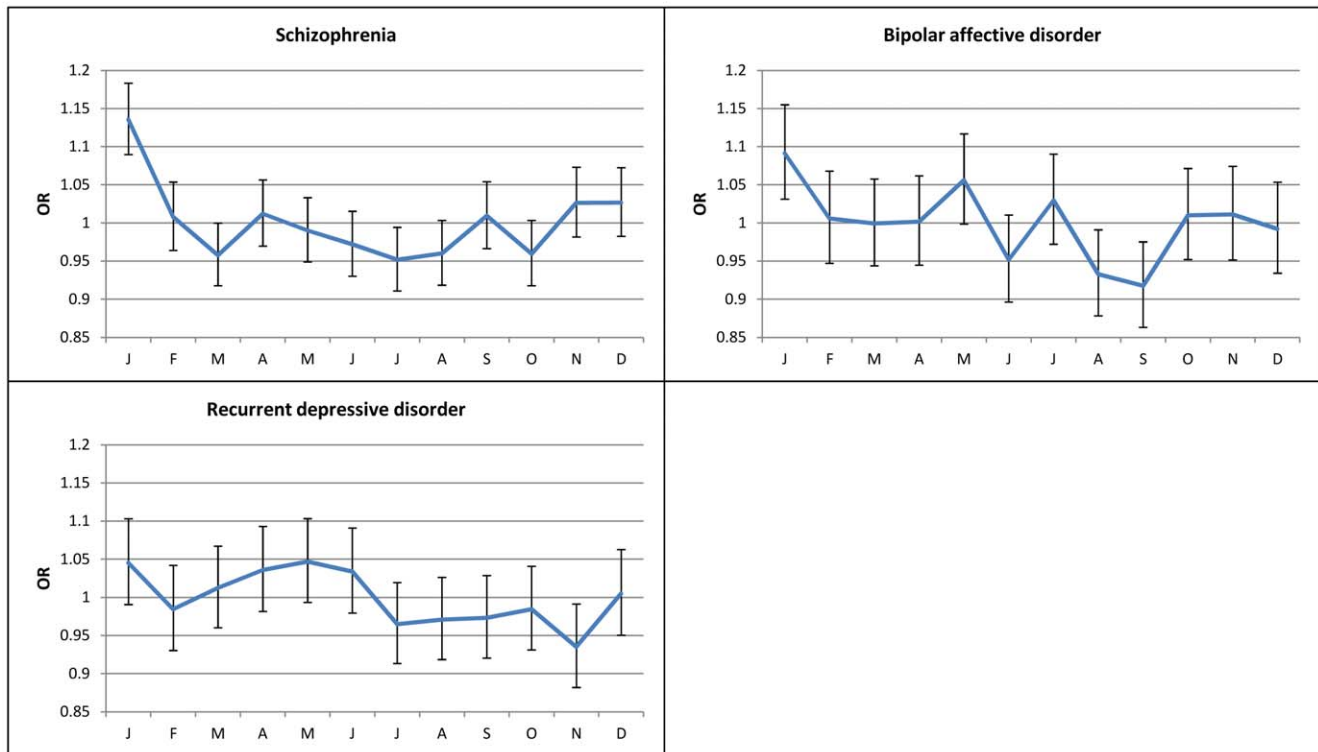 Schizophrenia
OR
1.2
1.15
1.1
1.05
1
0.95
0.9
0.85
J F M A M J J A S O N D
Bipolar affective disorder
OR
1.2
1.15
1.1
1.05
1
0.95
0.9
0.85
J F M A M J J A S O N D
Recurrent depressive disorder
OR
1.2
1.15
1.1
1.05
1
0.95
0.9
0.85
J F M A M J J A S O N D